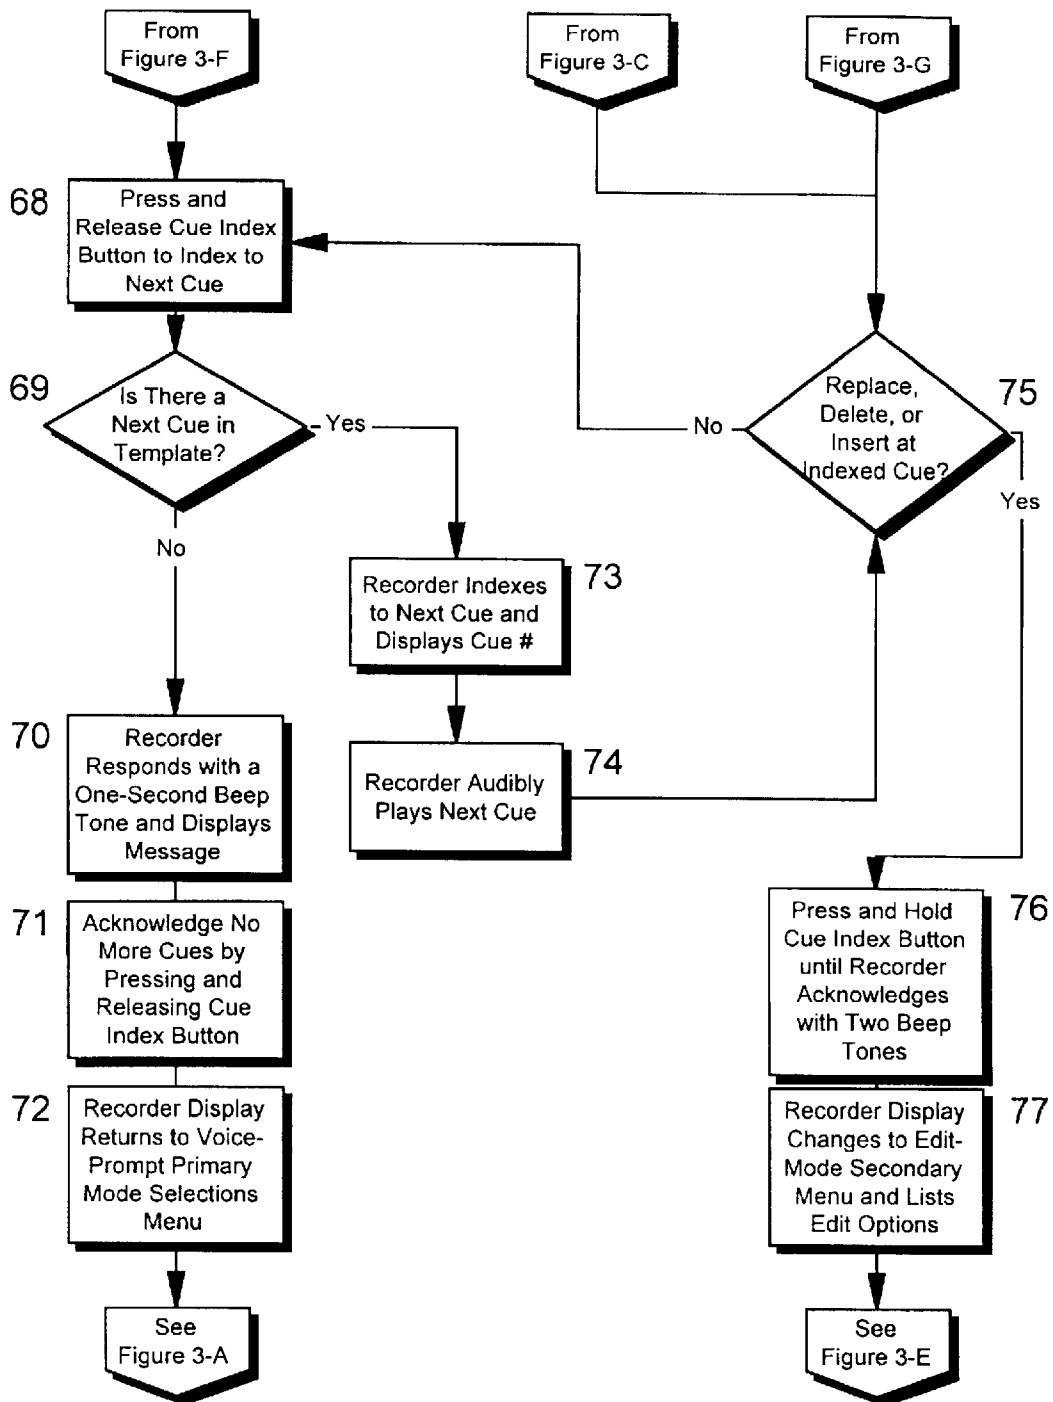 From
Figure 3-F
From
Figure 3-C
From
Figure 3-G
68
Press and
Release Cue Index
Button to Index to
Next Cue
69
Is There a
Next Cue in
Template?
Yes
No
75
Replace,
Delete, or
Insert at
Indexed Cue?
No
Yes
73
Recorder Indexes
to Next Cue and
Displays Cue #
74
Recorder Audibly
Plays Next Cue
70
Recorder
Responds with a
One-Second Beep
Tone and Displays
Message
71
Acknowledge No
More Cues by
Pressing and
Releasing Cue
Index Button
72
Recorder Display
Returns to Voice-
Prompt Primary
Mode Selections
Menu
See
Figure 3-A
76
Press and Hold
Cue Index Button
until Recorder
Acknowledges
with Two Beep
Tones
77
Recorder Display
Changes to Edit-
Mode Secondary
Menu and Lists
Edit Options
See
Figure 3-E